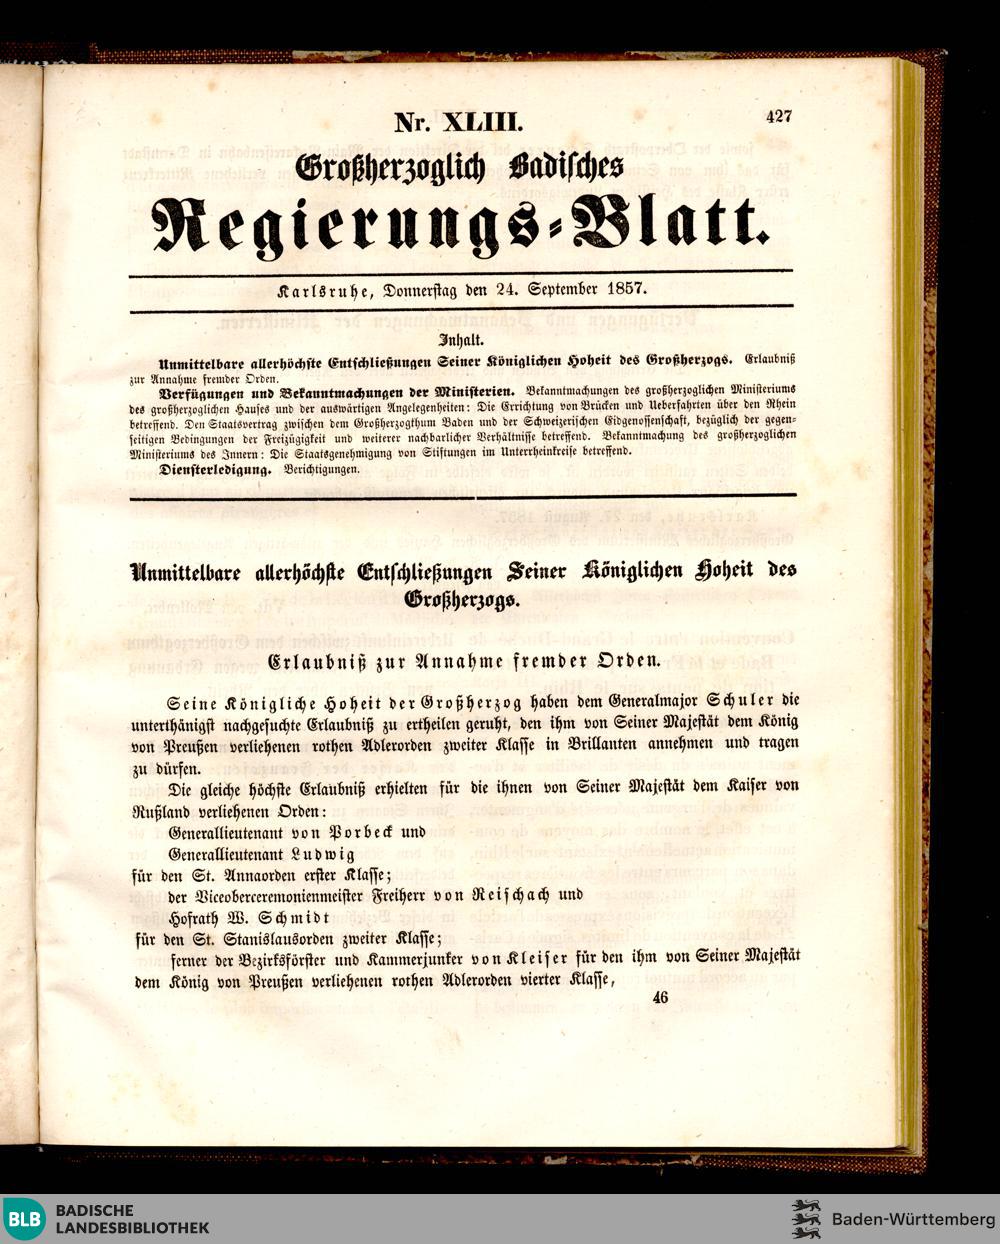 Nr. XLIII.
427
Großherzoglich Badisches
Regierungs-Blatt.
Karlsruhe, Donnerstag den 24. September 1857.
Inhalt.
Unmittelbare allerhöchste Entschließungen Seiner Königlichen Hoheit des Großherzogs. Erlaubniß
zur Annahme fremder Orden.
Verfügungen und Bekanntmachungen der Ministerien. Bekanntmachungen des großherzoglichen Ministeriums
des großherzoglichen Hauses und der auswärtigen Angelegenheiten: Die Errichtung von Brücken und Ueberfahrten über den Rhein
betreffend. Den Staatsvertrag zwischen dem Großherzogthum Baden und der Schweizerischen Eidgenossenschaft, bezüglich der gegen-
seitigen Bedingungen der Freizügigkeit und weiterer nachbarlicher Verhältnisse betreffend. Bekanntmachung des großherzoglichen
Ministeriums des Innern: Die Staatsgenehmigung von Stiftungen im Unterrheinkreise betreffend.
Diensterledigung. Berichtigungen.
Unmittelbare allerhöchste Entschließungen Seiner Königlichen Hoheit des
Großherzogs.
Erlaubniß zur Annahme fremder Orden.
Seine Königliche Hoheit der Großherzog haben dem Generalmajor Schuler die
unterthänigst nachgesuchte Erlaubniß zu ertheilen geruht, den ihm von Seiner Majestät dem König
von Preußen verliehenen rothen Adlerorden zweiter Klasse in Brillanten annehmen und tragen
zu dürfen.
Die gleiche höchste Erlaubniß erhielten für die ihnen von Seiner Majestät dem Kaiser von
Rußland verliehenen Orden:
Generallieutenant von Porbeck und
Generallieutenant Ludwig
für den St. Annaorden erster Klasse;
der Viceoberceremonienmeister Freiherr von Reischach und
Hofrath W. Schmidt
für den St. Stanislausorden zweiter Klasse;
ferner der Bezirksförster und Kammerjunker von Kleiser für den ihm von Seiner Majestät
dem König von Preußen verliehenen rothen Adlerorden vierter Klasse,
46
BLB
BADISCHE
LANDESBIBLIOTHEK
Baden-Württemberg